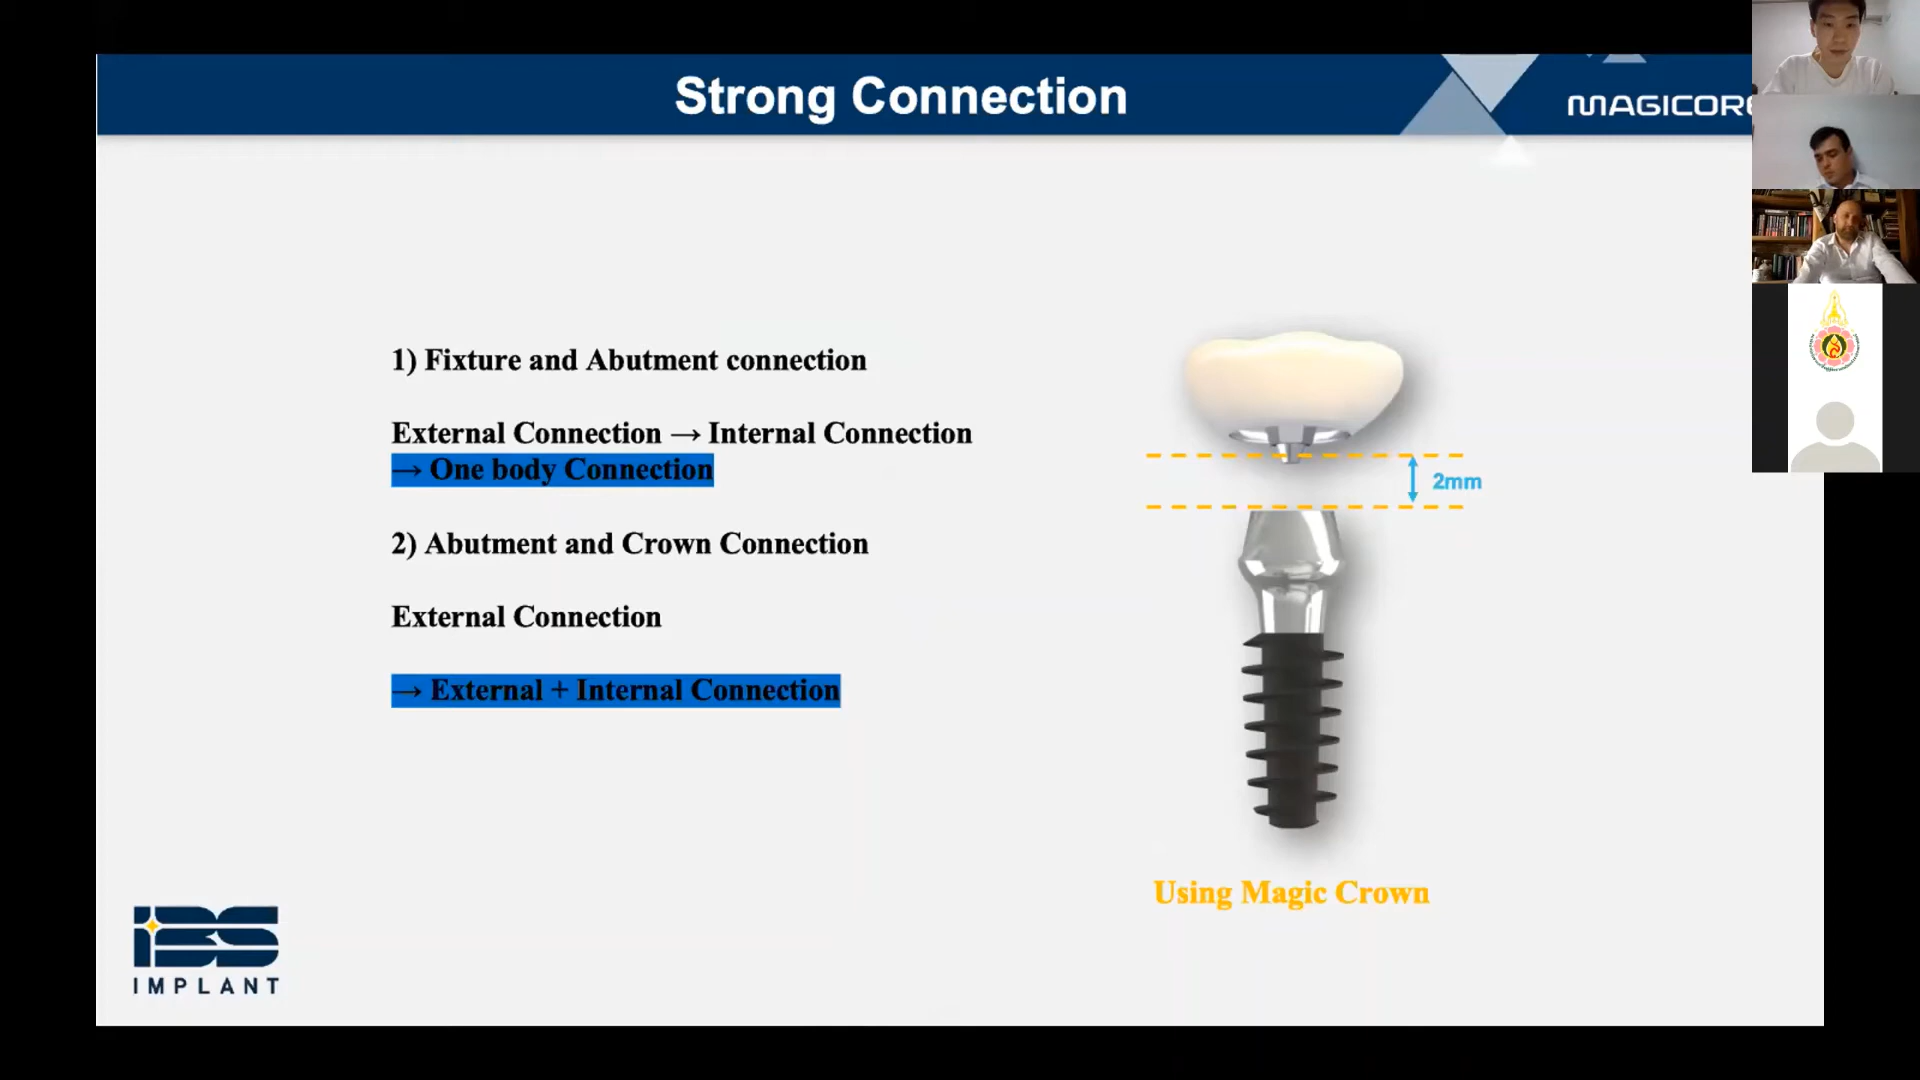 Strong Connection
MAGICORE
1) Fixture and Abutment connection
External Connection → Internal Connection
→ One body Connection
2) Abutment and Crown Connection
External Connection
→ External + Internal Connection
2mm
Using Magic Crown
iBS
IMPLANT